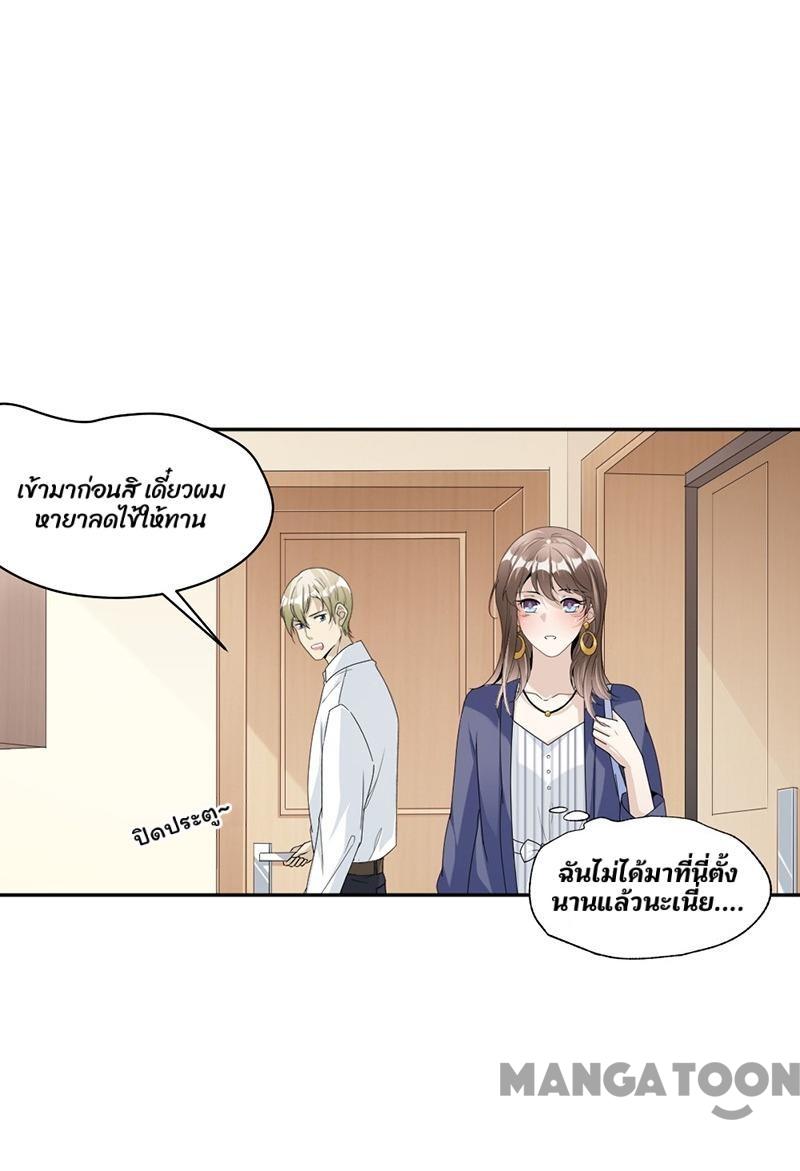 เข้ามาก่อนสิ เดี๋ยวผม
หายาลดไข้ให้ทาน
ปิดประตู~
ฉันไม่ได้มาที่นี่ตั้ง
นานแล้วนะเนี่ย....
MANGATOON